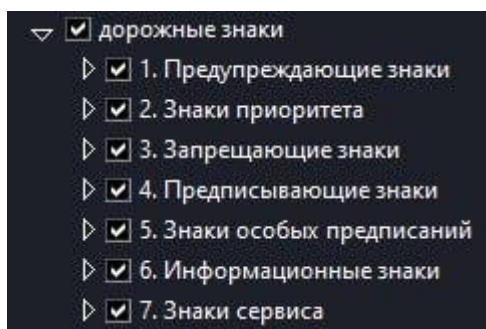 дорожные знаки
1. Предупреждающие знаки
2. Знаки приоритета
3. Запрещающие знаки
4. Предписывающие знаки
5. Знаки особых предписаний
6. Информационные знаки
7. Знаки сервиса